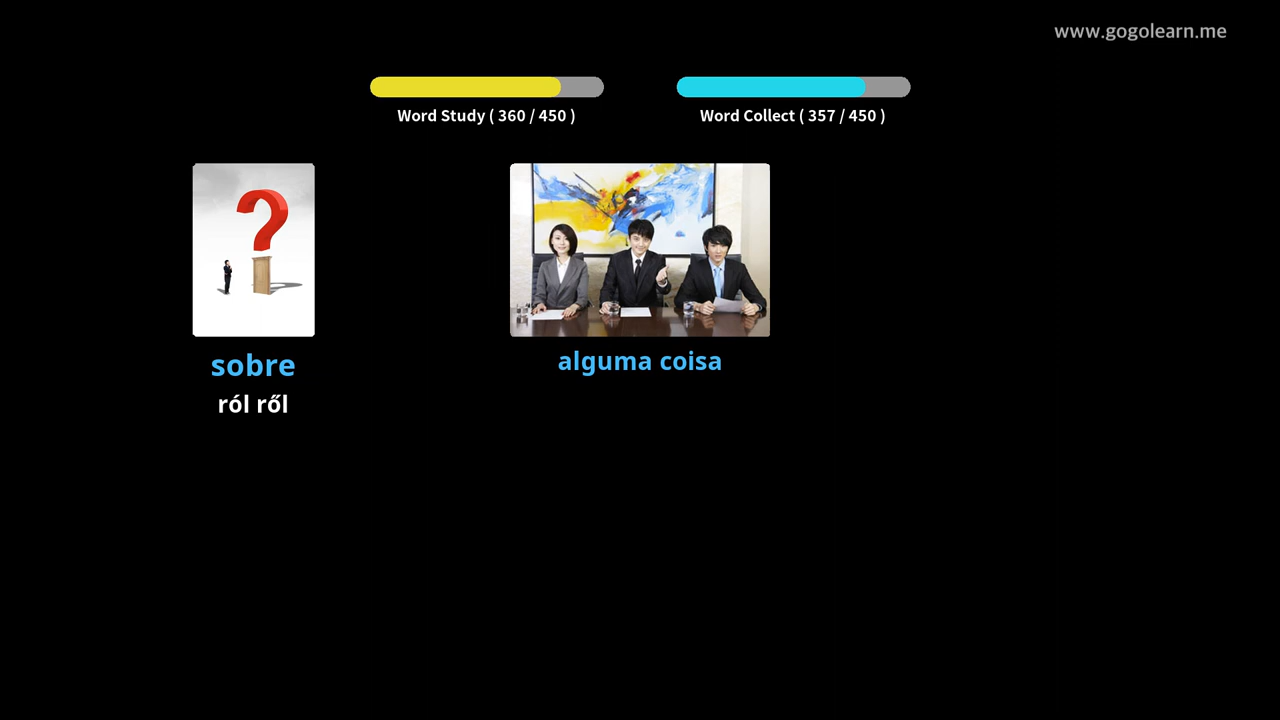 www.gogolearn.me
Word Study ( 360 / 450 )
Word Collect ( 357 / 450 )
sobre
ról ről
alguma coisa